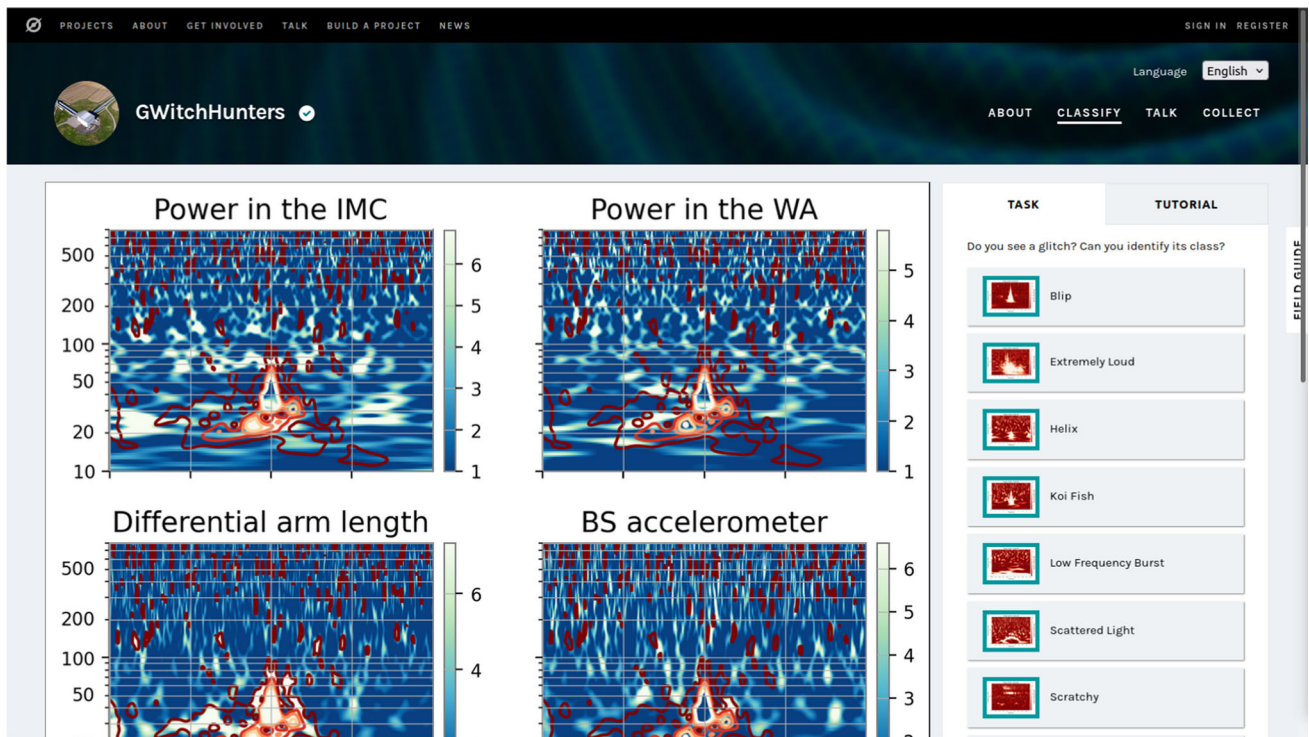 PROJECTS ABOUT GET INVOLVED TALK BUILD A PROJECT NEWS SIGN IN REGISTER
Language English
GWitchHunters
ABOUT CLASSIFY TALK COLLECT
Power in the IMC
500
200
100
50
20
10
6
5
4
3
2
1
Power in the WA
5
4
3
2
1
Differential arm length
500
200
100
50
6
4
BS accelerometer
6
5
4
3
TASK TUTORIAL
Do you see a glitch? Can you identify its class?
Blip
Extremely Loud
Helix
Koi Fish
Low Frequency Burst
Scattered Light
Scratchy
FIELD GUIDE